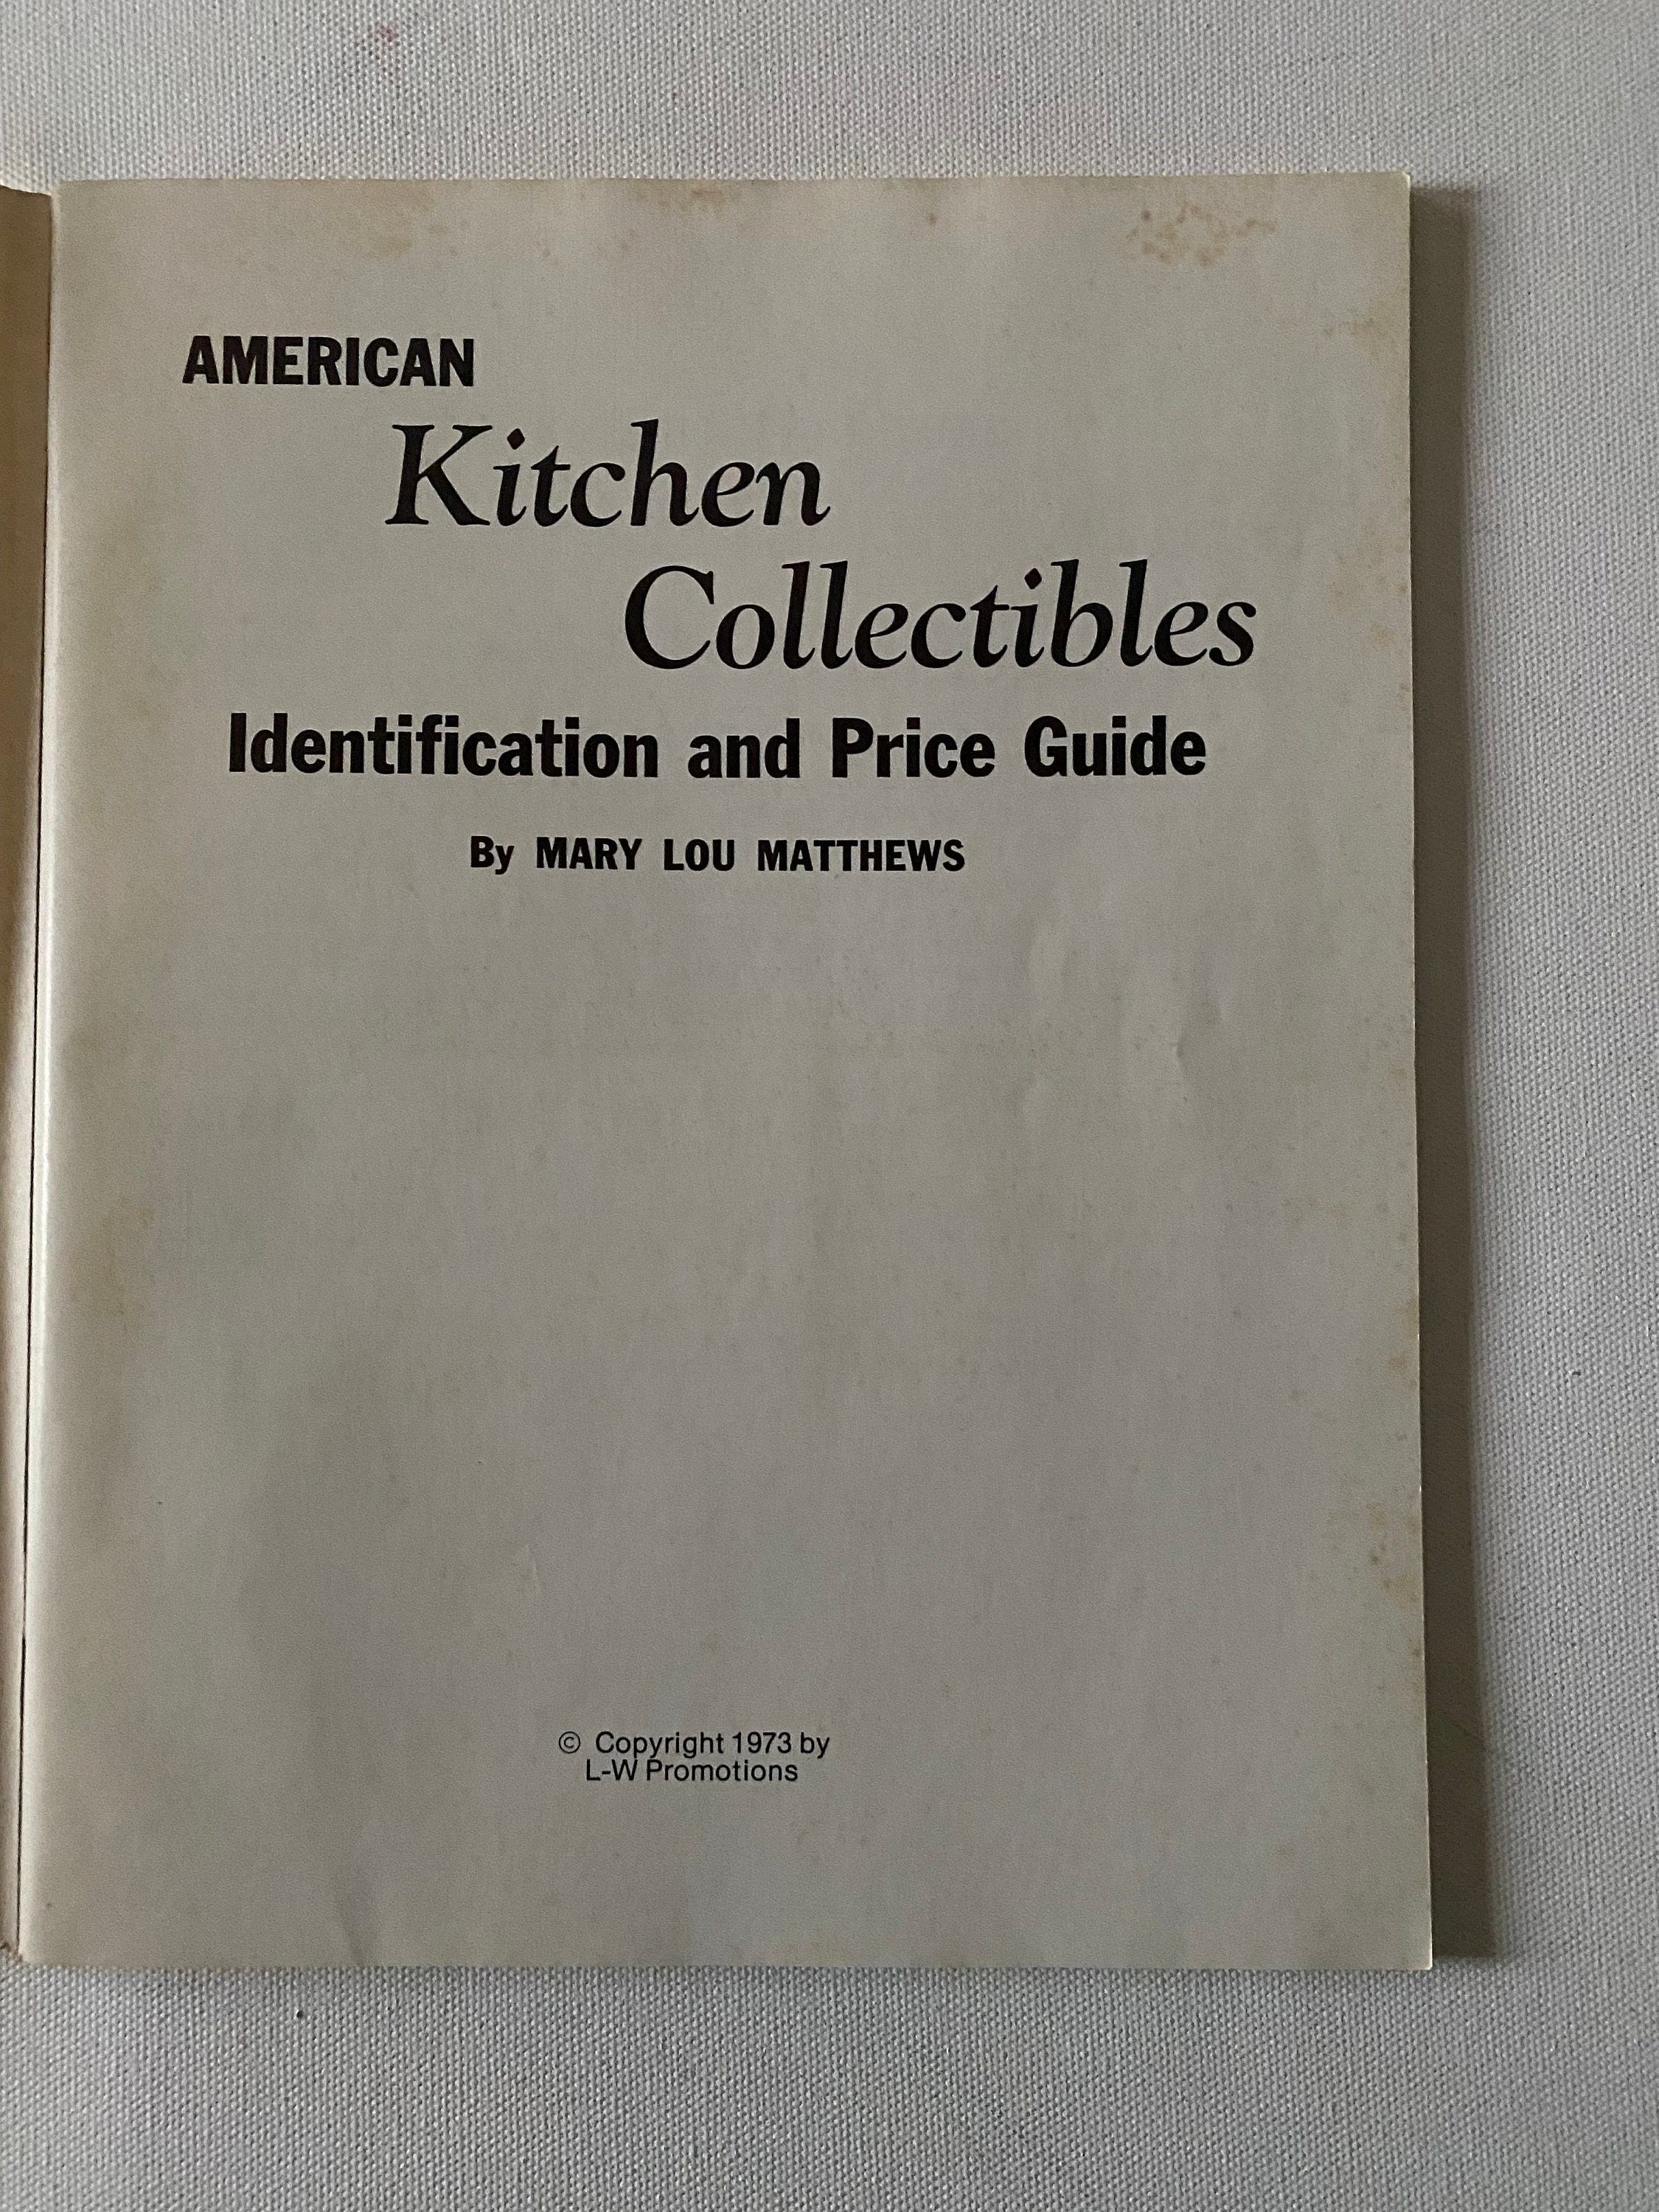 AMERICAN
Kitchen
Collectibles
Identification and Price Guide
By MARY LOU MATTHEWS
© Copyright 1973 by
L-W Promotions